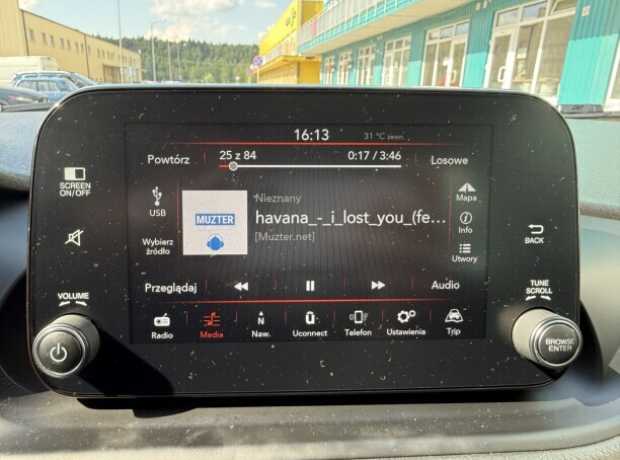 16:13
31 °C zewn.
Powtórz
25 z 84
0:17 / 3:46
Losowe
SCREEN
ON/OFF
USB
MUZTER
Nieznany
havana_-_i_lost_you_(fe...
[Muzter.net]
Mapa
Info
Utwory
BACK
Wybierz
źródło
Przeglądaj
Audio
VOLUME
TUNE
SCROLL
Radio
Media
N
Naw.
Uconnect
Telefon
Ustawienia
Trip
BROWSE
ENTER